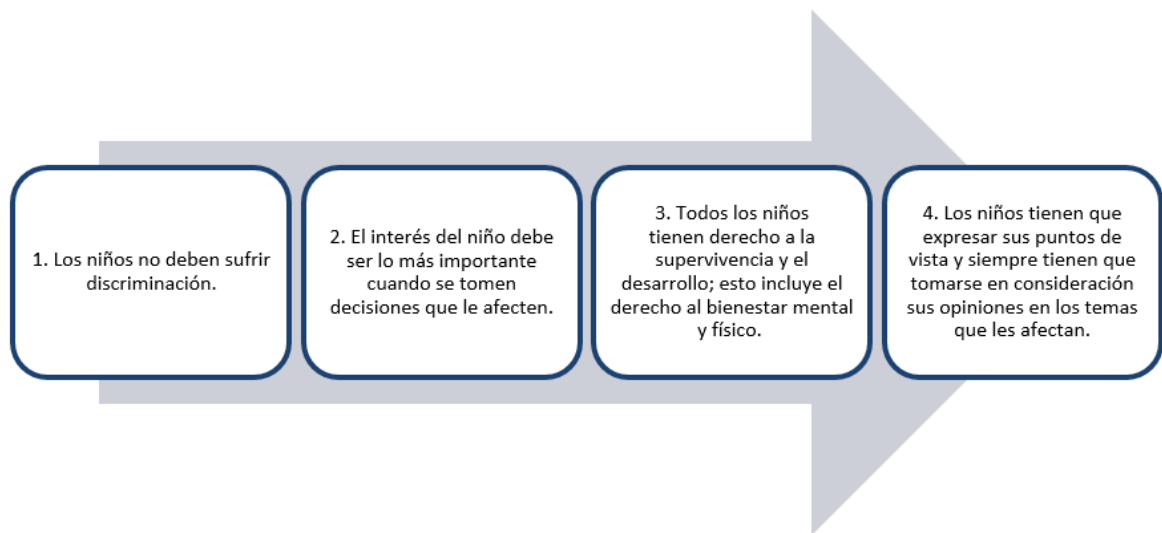 1. Los niños no deben sufrir
discriminación.
2. El interés del niño debe
ser lo más importante
cuando se tomen
decisiones que le afecten.
3. Todos los niños
tienen derecho a la
supervivencia y el
desarrollo; esto incluye el
derecho al bienestar mental
y físico.
4. Los niños tienen que
expresar sus puntos de
vista y siempre tienen que
tomarse en consideración
sus opiniones en los temas
que les afectan.